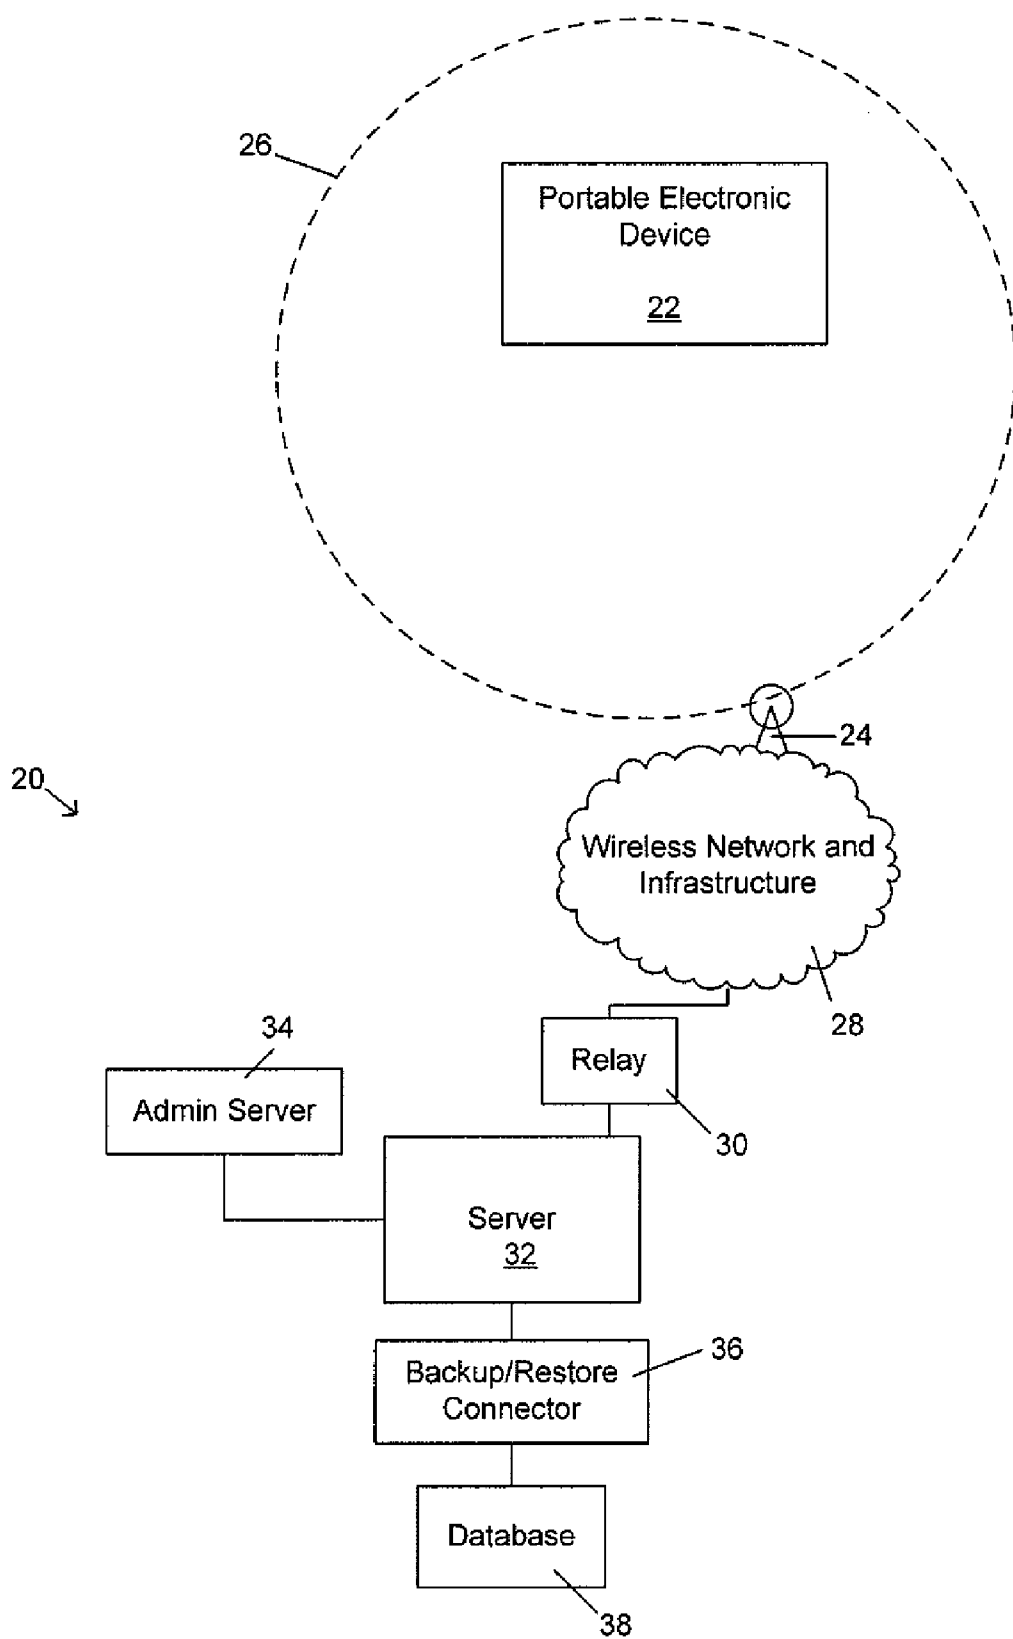 26
Portable Electronic
Device
22
24
20
Wireless Network and
Infrastructure
28
34
Relay
Admin Server
30
Server
32
36
Backup/Restore
Connector
Database
38